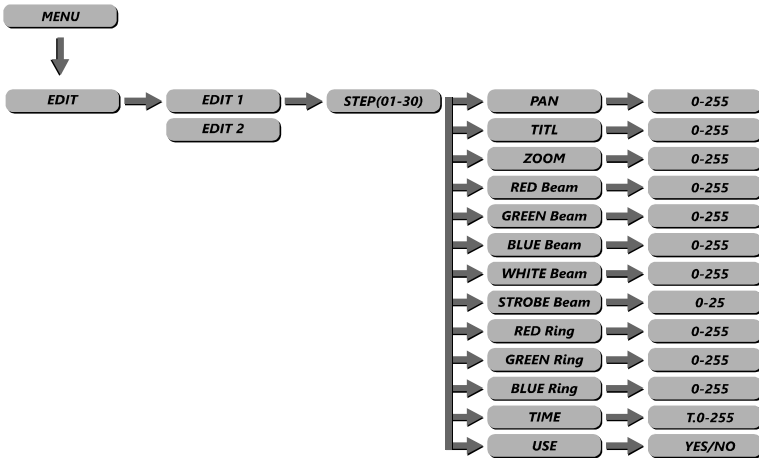 MENU
EDIT EDIT 1 STEP(01-30) PAN 0-255
EDIT 2 TITL 0-255
ZOOM 0-255
RED Beam 0-255
GREEN Beam 0-255
BLUE Beam 0-255
WHITE Beam 0-255
STROBE Beam 0-25
RED Ring 0-255
GREEN Ring 0-255
BLUE Ring 0-255
TIME T.0-255
USE YES/NO